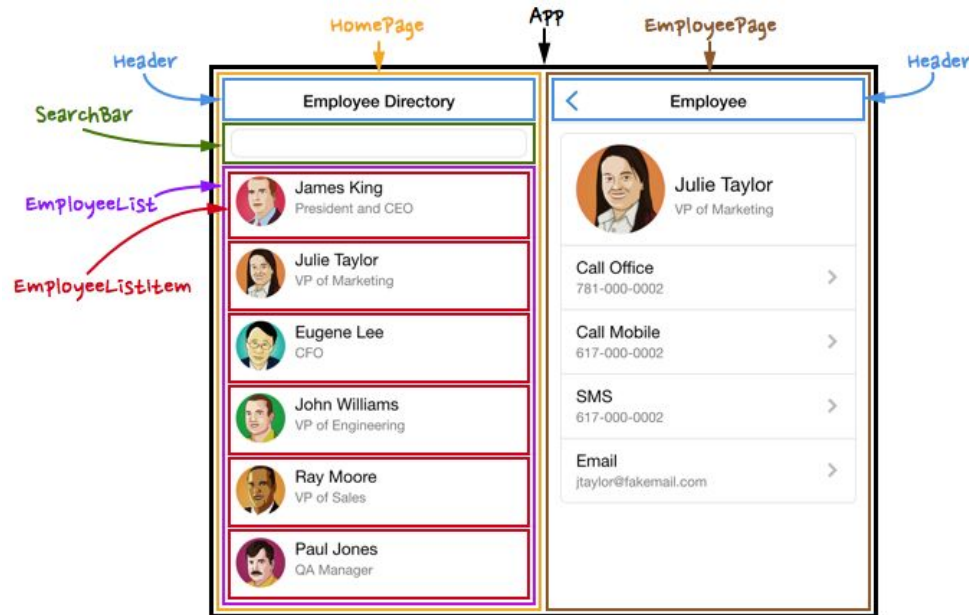 App
HomePage
EmployeePage
Header
Header
SearchBar
EmployeeList
EmployeeListItem
Employee Directory
James King
President and CEO
Julie Taylor
VP of Marketing
Eugene Lee
CFO
John Williams
VP of Engineering
Ray Moore
VP of Sales
Paul Jones
QA Manager
Employee
Julie Taylor
VP of Marketing
Call Office
781-000-0002
Call Mobile
617-000-0002
SMS
617-000-0002
Email
jtaylor@fakemail.com